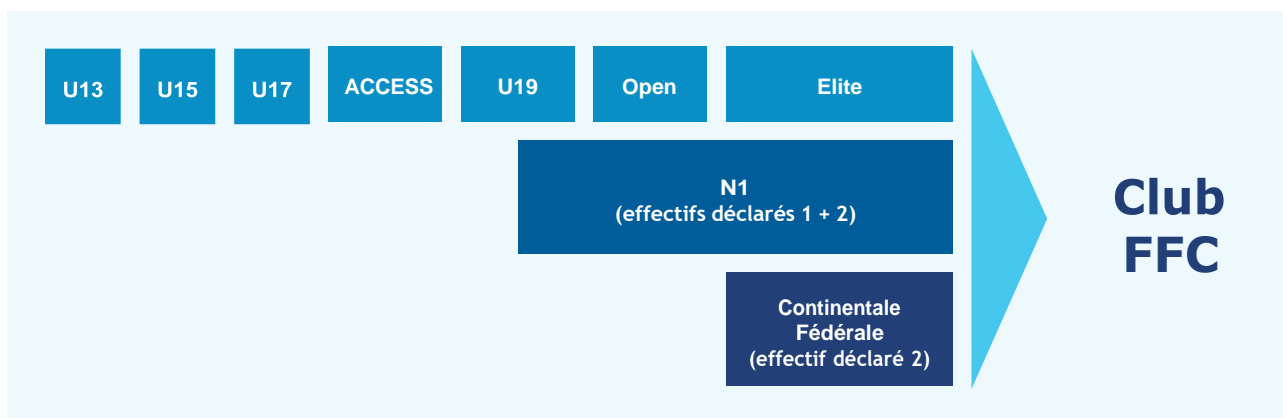 U13
U15
U17
ACCESS
U19
Open
Elite
N1
(effectifs déclarés 1 + 2)
Continentale
Fédérale
(effectif déclaré 2)
Club
FFC